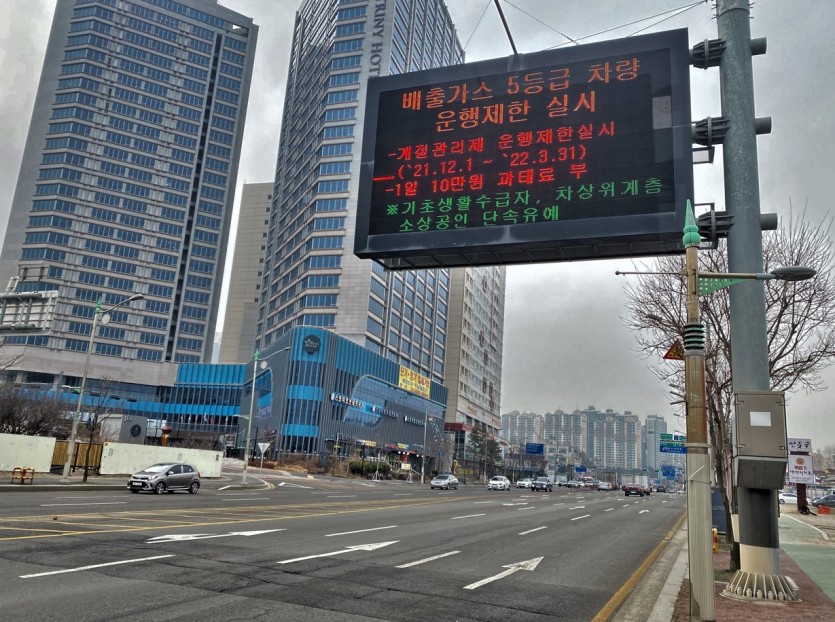 TRINY HOT
배출가스 5등급 차량
운행제한 실시
-계절관리제 운행제한실시
(`21.12.1 ~ `22.3.31)
-1일 10만원 과태료 부
※기초생활수급자, 차상위계층
소상공인 단속유예